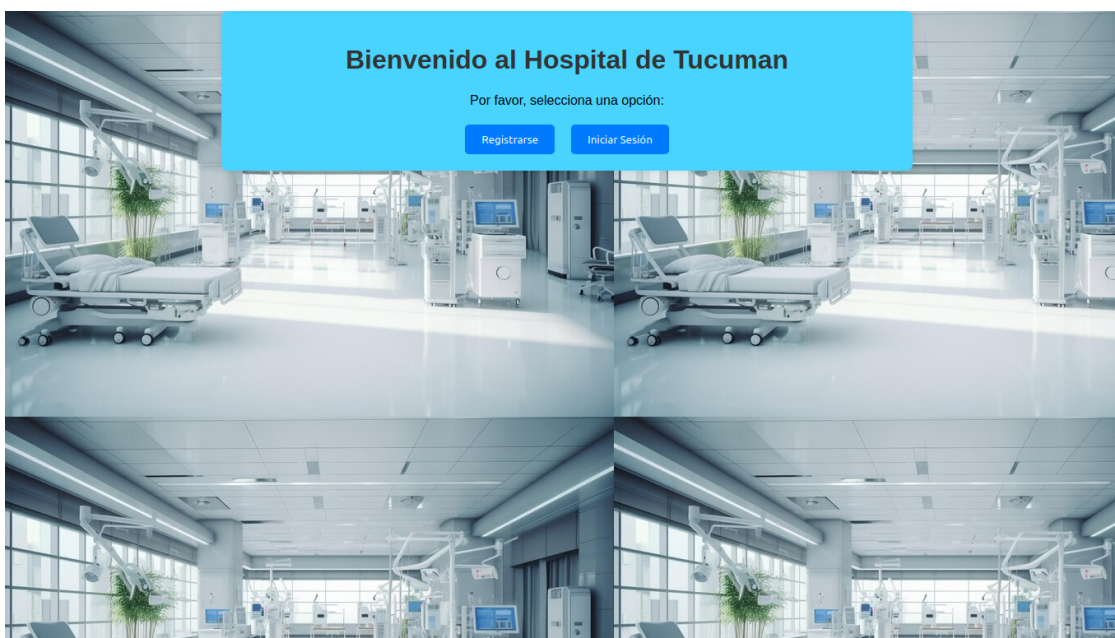 Bienvenido al Hospital de Tucuman
Por favor, selecciona una opción:
Registrarse
Iniciar Sesión